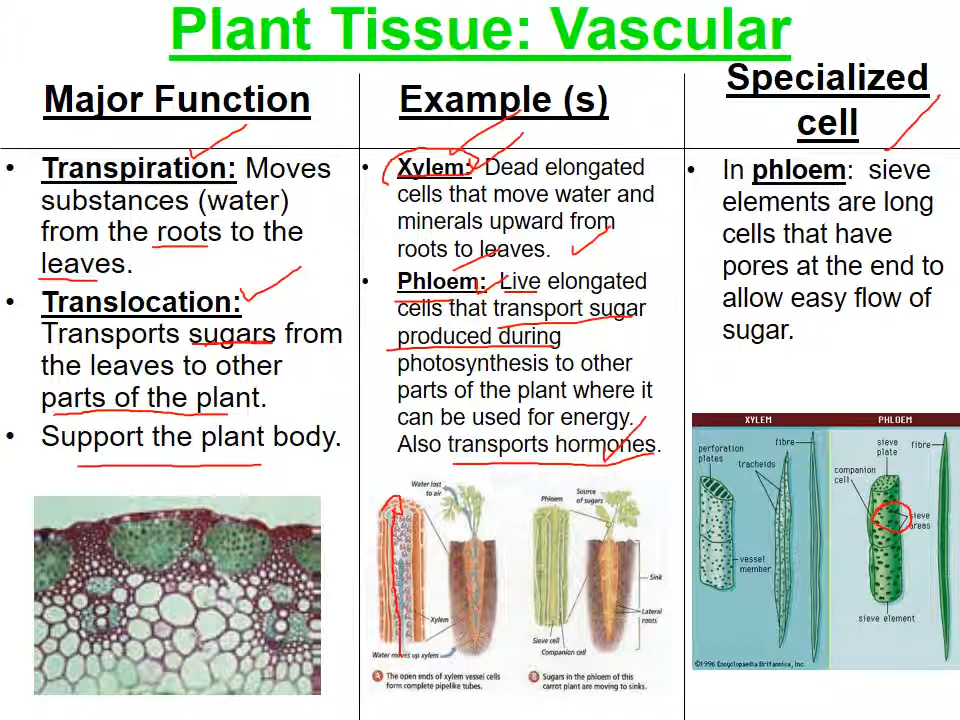 Plant Tissue: Vascular
Major Function
• Transpiration: Moves
substances (water)
from the roots to the
leaves.
• Translocation:
Transports sugars from
the leaves to other
parts of the plant.
• Support the plant body.
Example (s)
• Xylem: Dead elongated
cells that move water and
minerals upward from
roots to leaves.
• Phloem: Live elongated
cells that transport sugar
produced during
photosynthesis to other
parts of the plant where it
can be used for energy.
Also transports hormones.
Water lost
to air
Xylem
Water moves up xylem
A The open ends of xylem vessel cells
form complete pipelike tubes.
Phloem
Source
of sugars
Sink
Lateral
roots
Sieve cell
Companion cell
B Sugars in the phloem of this
carrot plant are moving to sinks.
Specialized
cell
• In phloem: sieve
elements are long
cells that have
pores at the end to
allow easy flow of
sugar.
XYLEM
perforation
plates
tracheids
fibre
vessel
member
©1996 Encyclopaedia Britannica, Inc.
PHLOEM
sieve
plate
fibre
companion
cell
sieve
areas
sieve element